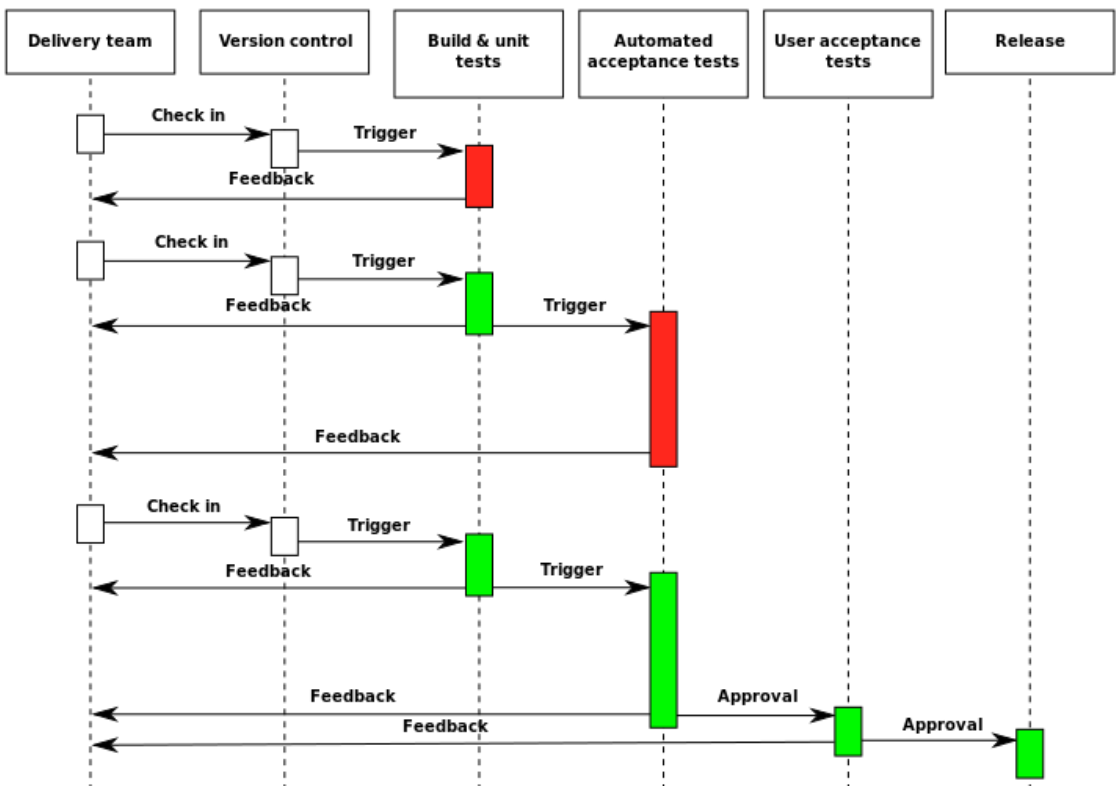 Delivery team
Version control
Build & unit
tests
Automated
acceptance tests
User acceptance
tests
Release
Check in
Trigger
Feedback
Check in
Trigger
Feedback
Trigger
Feedback
Check in
Trigger
Feedback
Trigger
Feedback
Approval
Feedback
Approval